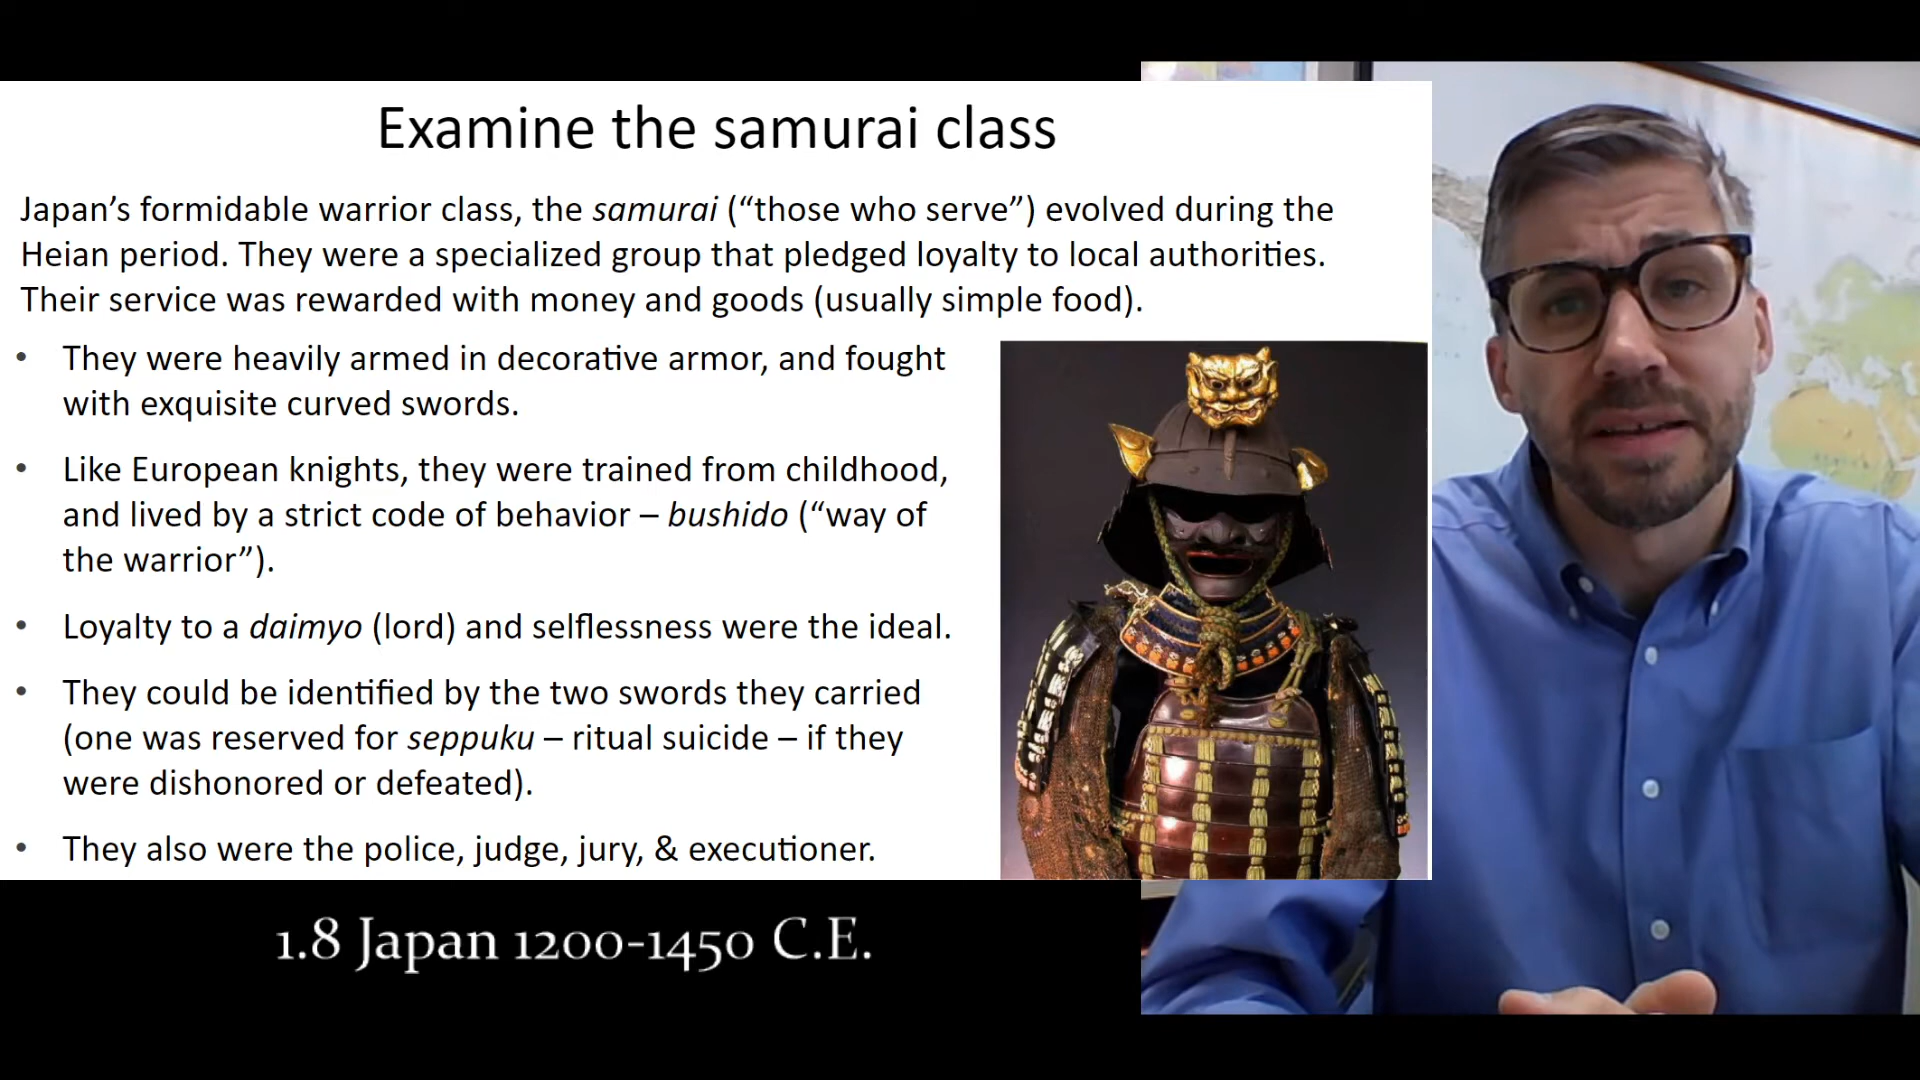 Examine the samurai class
Japan’s formidable warrior class, the samurai (“those who serve”) evolved during the
Heian period. They were a specialized group that pledged loyalty to local authorities.
Their service was rewarded with money and goods (usually simple food).
• They were heavily armed in decorative armor, and fought
with exquisite curved swords.
• Like European knights, they were trained from childhood,
and lived by a strict code of behavior – bushido (“way of
the warrior”).
• Loyalty to a daimyo (lord) and selflessness were the ideal.
• They could be identified by the two swords they carried
(one was reserved for seppuku – ritual suicide – if they
were dishonored or defeated).
• They also were the police, judge, jury, & executioner.
1.8 Japan 1200-1450 C.E.